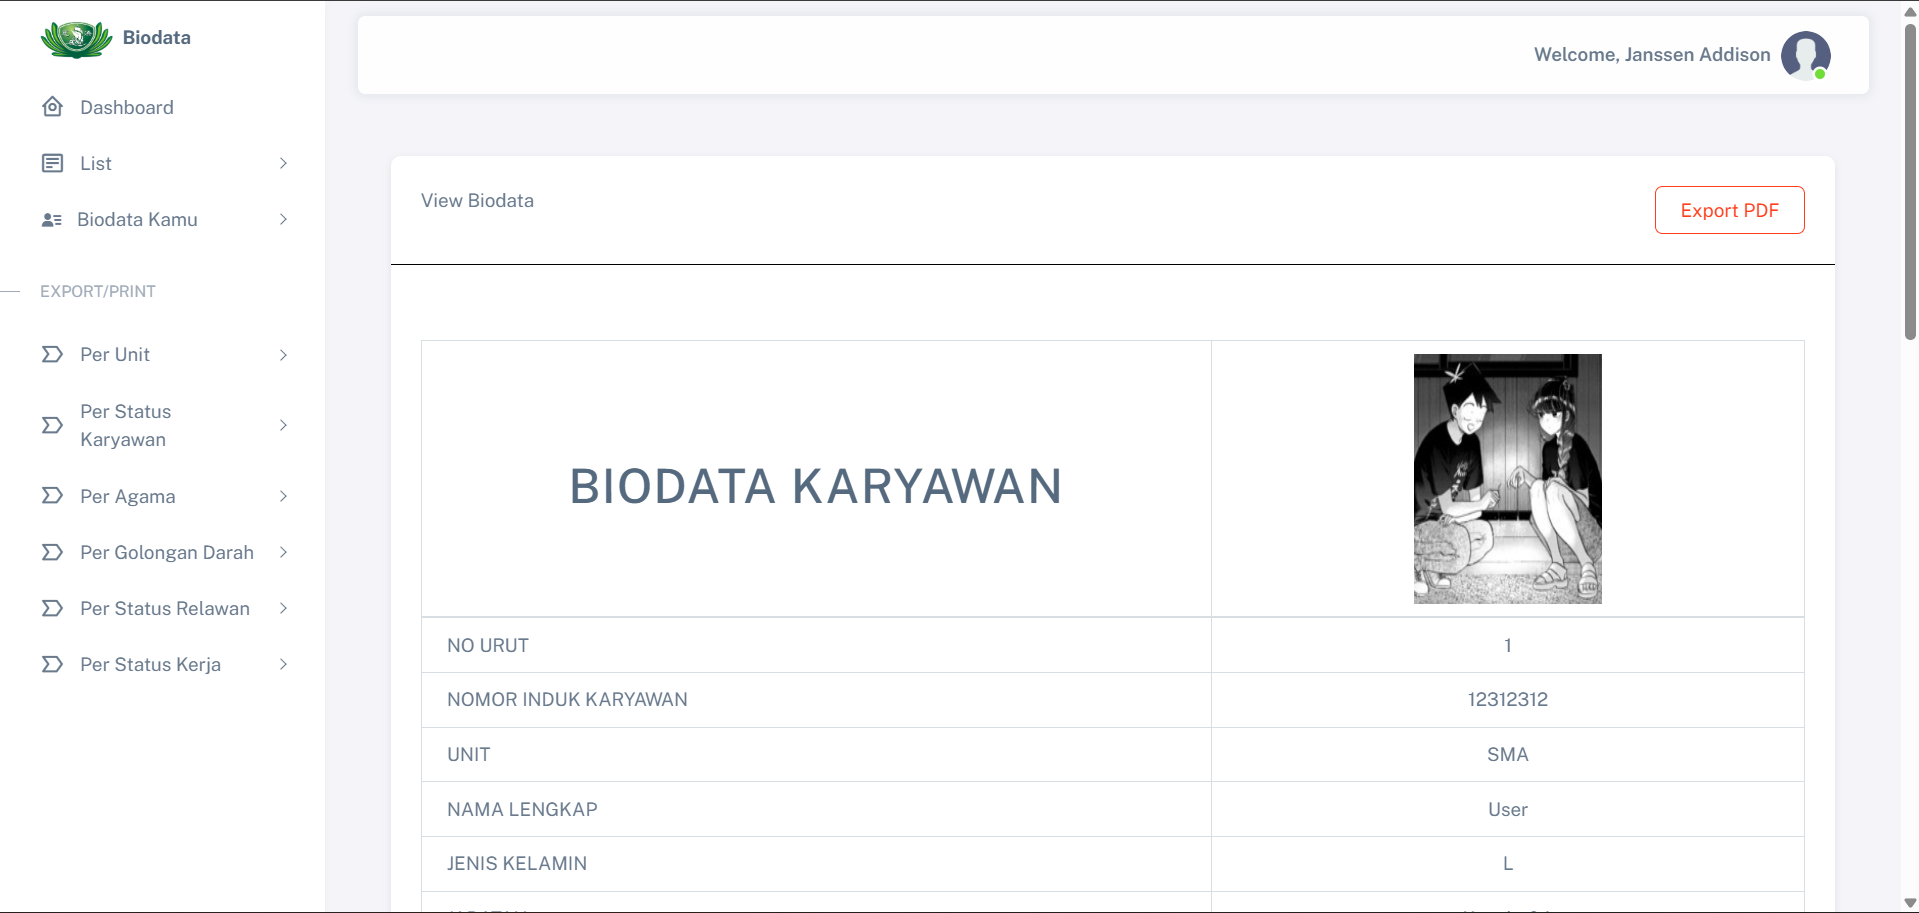 Biodata
Welcome, Janssen Addison
Dashboard
List
Biodata Kamu
EXPORT/PRINT
Per Unit
Per Status
Karyawan
Per Agama
Per Golongan Darah
Per Status Relawan
Per Status Kerja
View Biodata
Export PDF
BIODATA KARYAWAN
NO URUT 1
NOMOR INDUK KARYAWAN 12312312
UNIT SMA
NAMA LENGKAP User
JENIS KELAMIN L